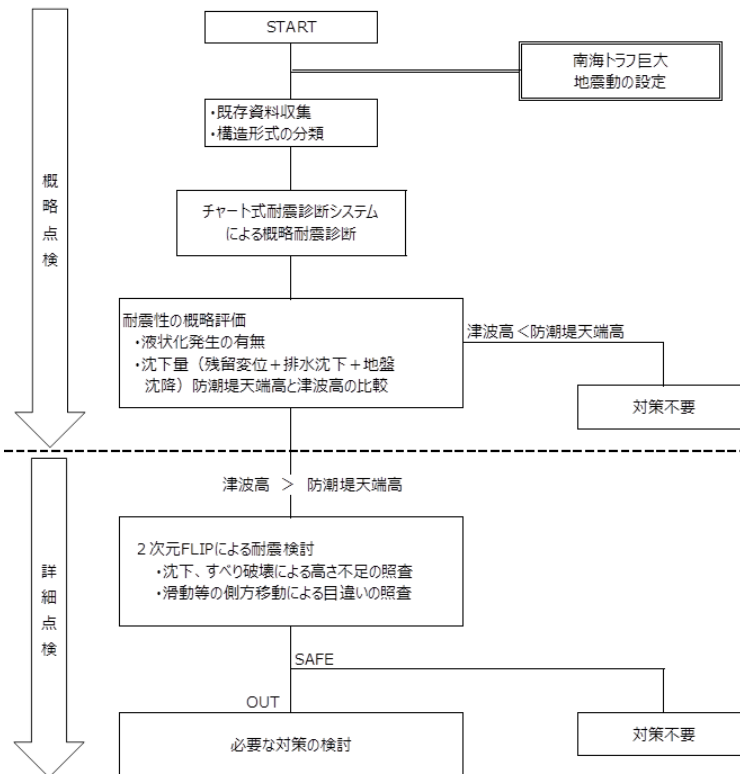 START
南海トラフ巨大
地震動の設定
・既存資料収集
・構造形式の分類
概略点検
チャート式耐震診断システム
による概略耐震診断
耐震性の概略評価
・液状化発生の有無
・沈下量（残留変位＋排水沈下＋地盤
沈降）防潮堤天端高と津波高の比較
津波高＜防潮堤天端高
対策不要
津波高 ＞ 防潮堤天端高
詳細点検
２次元FLIPによる耐震検討
・沈下、すべり破壊による高さ不足の照査
・滑動等の側方移動による目違いの照査
SAFE
OUT
必要な対策の検討
対策不要